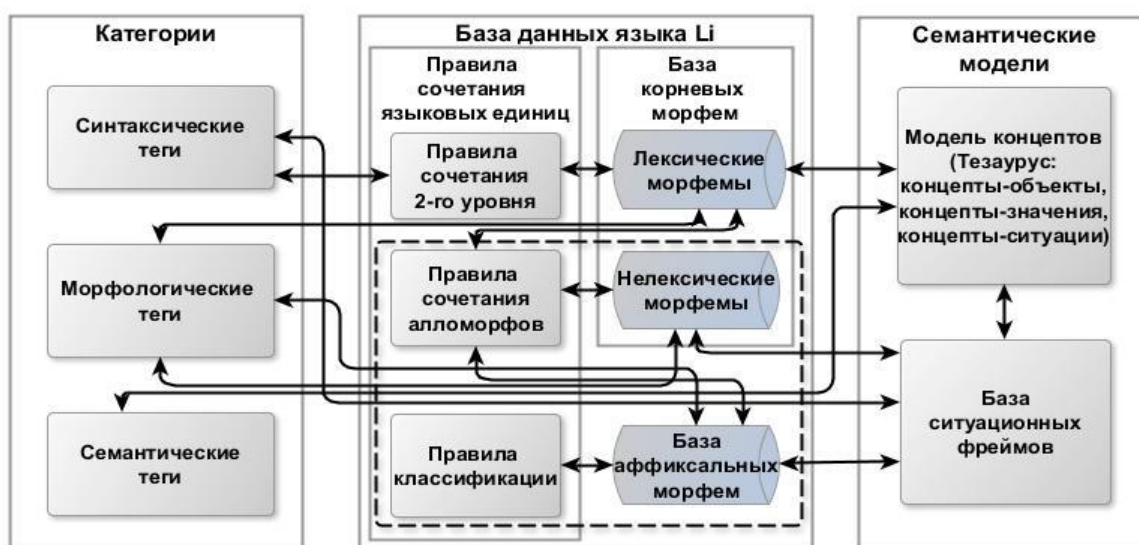 Категории
Синтаксические
теги
Морфологические
теги
Семантические
теги
База данных языка Li
Правила
сочетания
языковых единиц
Правила
сочетания
2-го уровня
Правила
сочетания
алломорфов
Правила
классификации
База
корневых
морфем
Лексические
морфемы
Нелексические
морфемы
База
аффиксальных
морфем
Семантические
модели
Модель концептов
(Тезаурус:
концепты-объекты,
концепты-значения,
концепты-ситуации)
База
ситуационных
фреймов